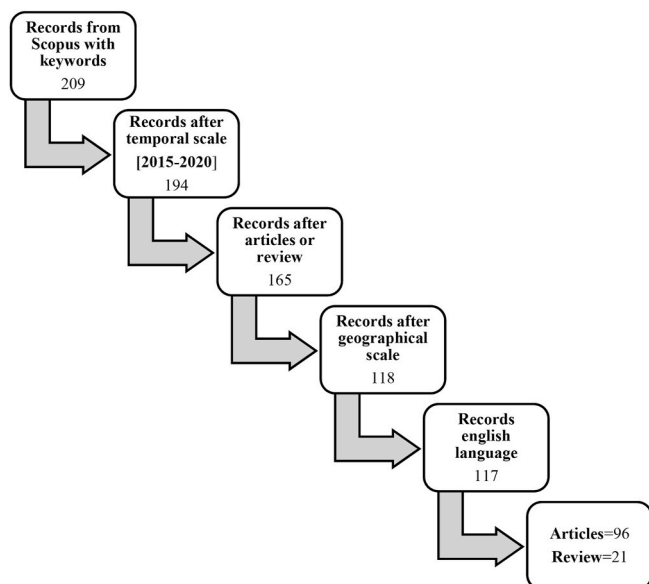 Records from
Scopus with
keywords
209
Records after
temporal scale
[2015-2020]
194
Records after
articles or
review
165
Records after
geographical
scale
118
Records
english
language
117
Articles=96
Review=21